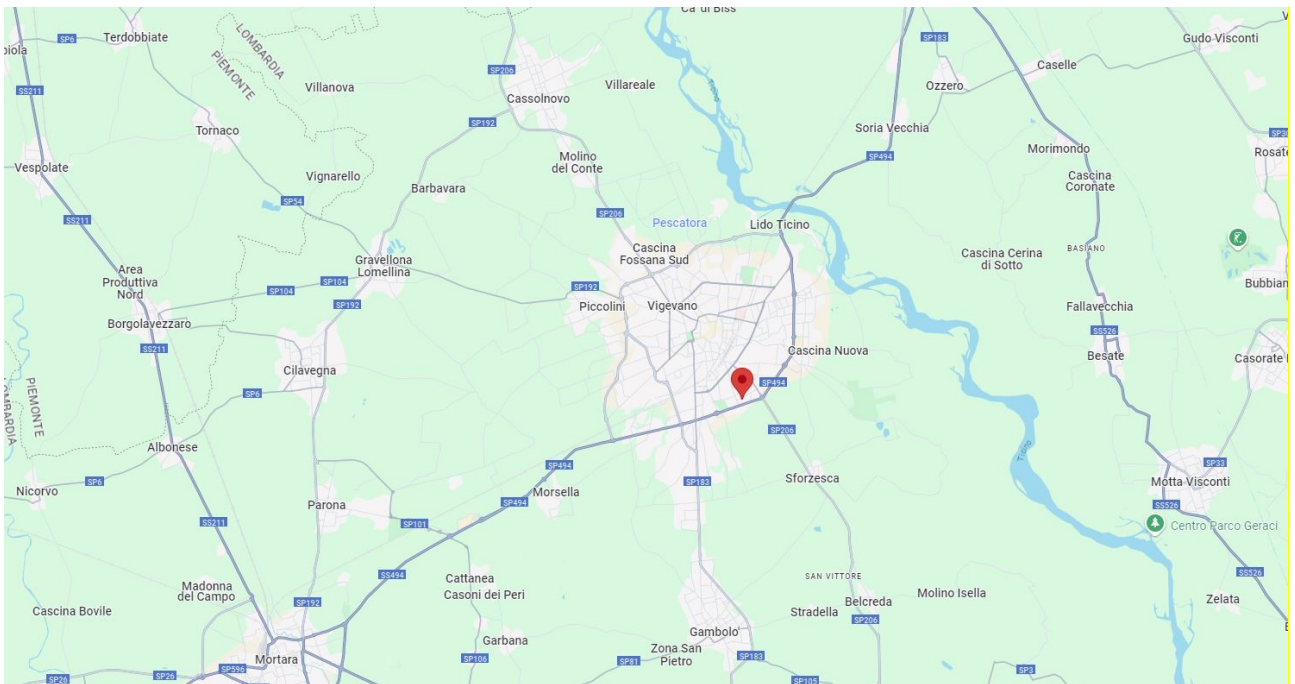 Ca' di Biss
SP6
Terdobbiate
LOMBARDIA
PIEMONTE
SP183
Gudo Visconti
SP206
Caselle
SS211
Villanova
Villareale
Ticino
Ozzero
Cassolnovo
SP192
Tornaco
Soria Vecchia
Morimondo
Molino
del Conte
SP494
Vespolate
Vignarello
Barbavara
Cascina
Coronate
SP54
SS211
SP206
Pescatora
Lido Ticino
Cascina
Fossana Sud
Cascina Cerina
di Sotto
BASIANO
Gravellona
Lomellina
Area
Produttiva
Nord
SP104
SP104
SP192
SP192
Piccolini
Vigevano
Fallavecchia
Borgolavezzaro
SS211
SS526
Cascina Nuova
Besate
Casorate
Cilavegna
SP494
PIEMONTE
LOMBARDIA
SP6
SP206
Albonese
SP494
SP33
Sforzesca
Nicorvo
SP6
SP183
Motta Visconti
Morsella
Parona
SP494
SS526
SS211
SP101
Ticino
Centro Parco Geraci
SS494
Cattanea
SAN VITTORE
SS526
Madonna
del Campo
Casoni dei Peri
Molino Isella
SP192
Belcreda
Zelata
Cascina Bovile
Stradella
SP206
Gambolo'
Garbana
Zona San
Pietro
Mortara
SP596
SP106
SP81
SP183
SP3
SP26
SP26
SP105